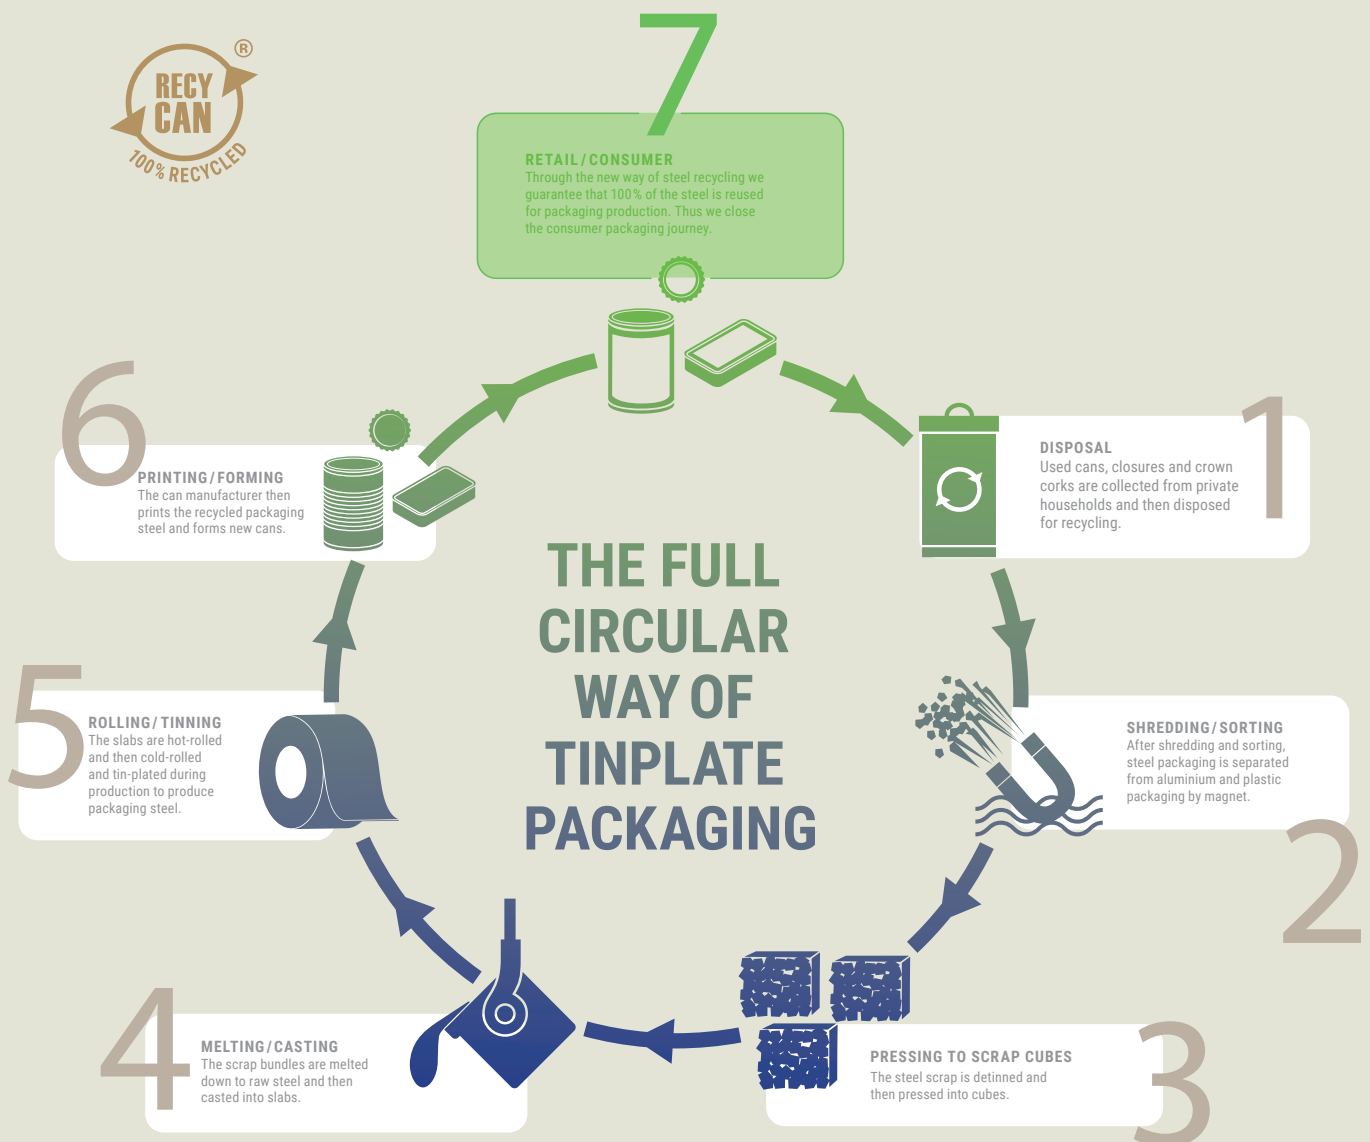 RECY
CAN
®
100% RECYCLED
7
RETAIL/CONSUMER
Through the new way of steel recycling we
guarantee that 100% of the steel is reused
for packaging production. Thus we close
the consumer packaging journey.
1
DISPOSAL
Used cans, closures and crown
corks are collected from private
households and then disposed
for recycling.
2
SHREDDING/SORTING
After shredding and sorting,
steel packaging is separated
from aluminium and plastic
packaging by magnet.
3
PRESSING TO SCRAP CUBES
The steel scrap is detinned and
then pressed into cubes.
4
MELTING/CASTING
The scrap bundles are melted
down to raw steel and then
casted into slabs.
5
ROLLING/TINNING
The slabs are hot-rolled
and then cold-rolled
and tin-plated during
production to produce
packaging steel.
6
PRINTING/FORMING
The can manufacturer then
prints the recycled packaging
steel and forms new cans.
THE FULL
CIRCULAR
WAY OF
TINPLATE
PACKAGING